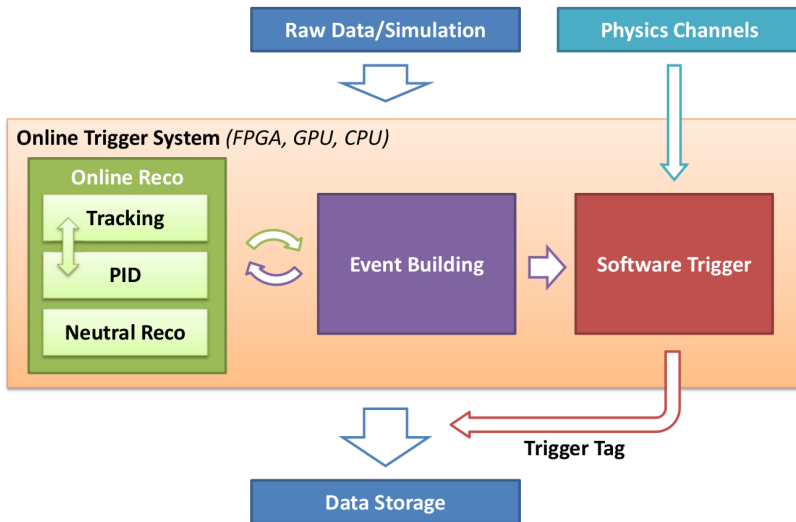 Raw Data/Simulation
Physics Channels
Online Trigger System (FPGA, GPU, CPU)
Online Reco
Tracking
PID
Neutral Reco
Event Building
Software Trigger
Trigger Tag
Data Storage